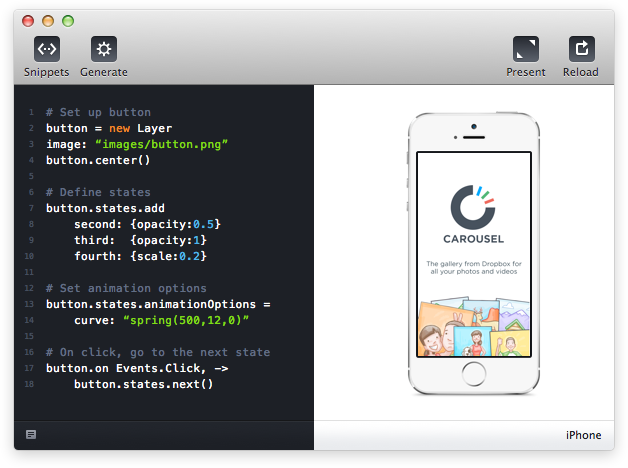 Snippets
Generate
Present
Reload
1 # Set up button
2 button = new Layer
3 image: “images/button.png”
4 button.center()
5
6 # Define states
7 button.states.add
8 second: {opacity:0.5}
9 third: {opacity:1}
10 fourth: {scale:0.2}
11
12 # Set animation options
13 button.states.animationOptions =
14 curve: “spring(500,12,0)”
15
16 # On click, go to the next state
17 button.on Events.Click, ->
18 button.states.next()
CAROUSEL
The gallery from Dropbox for
all your photos and videos
iPhone